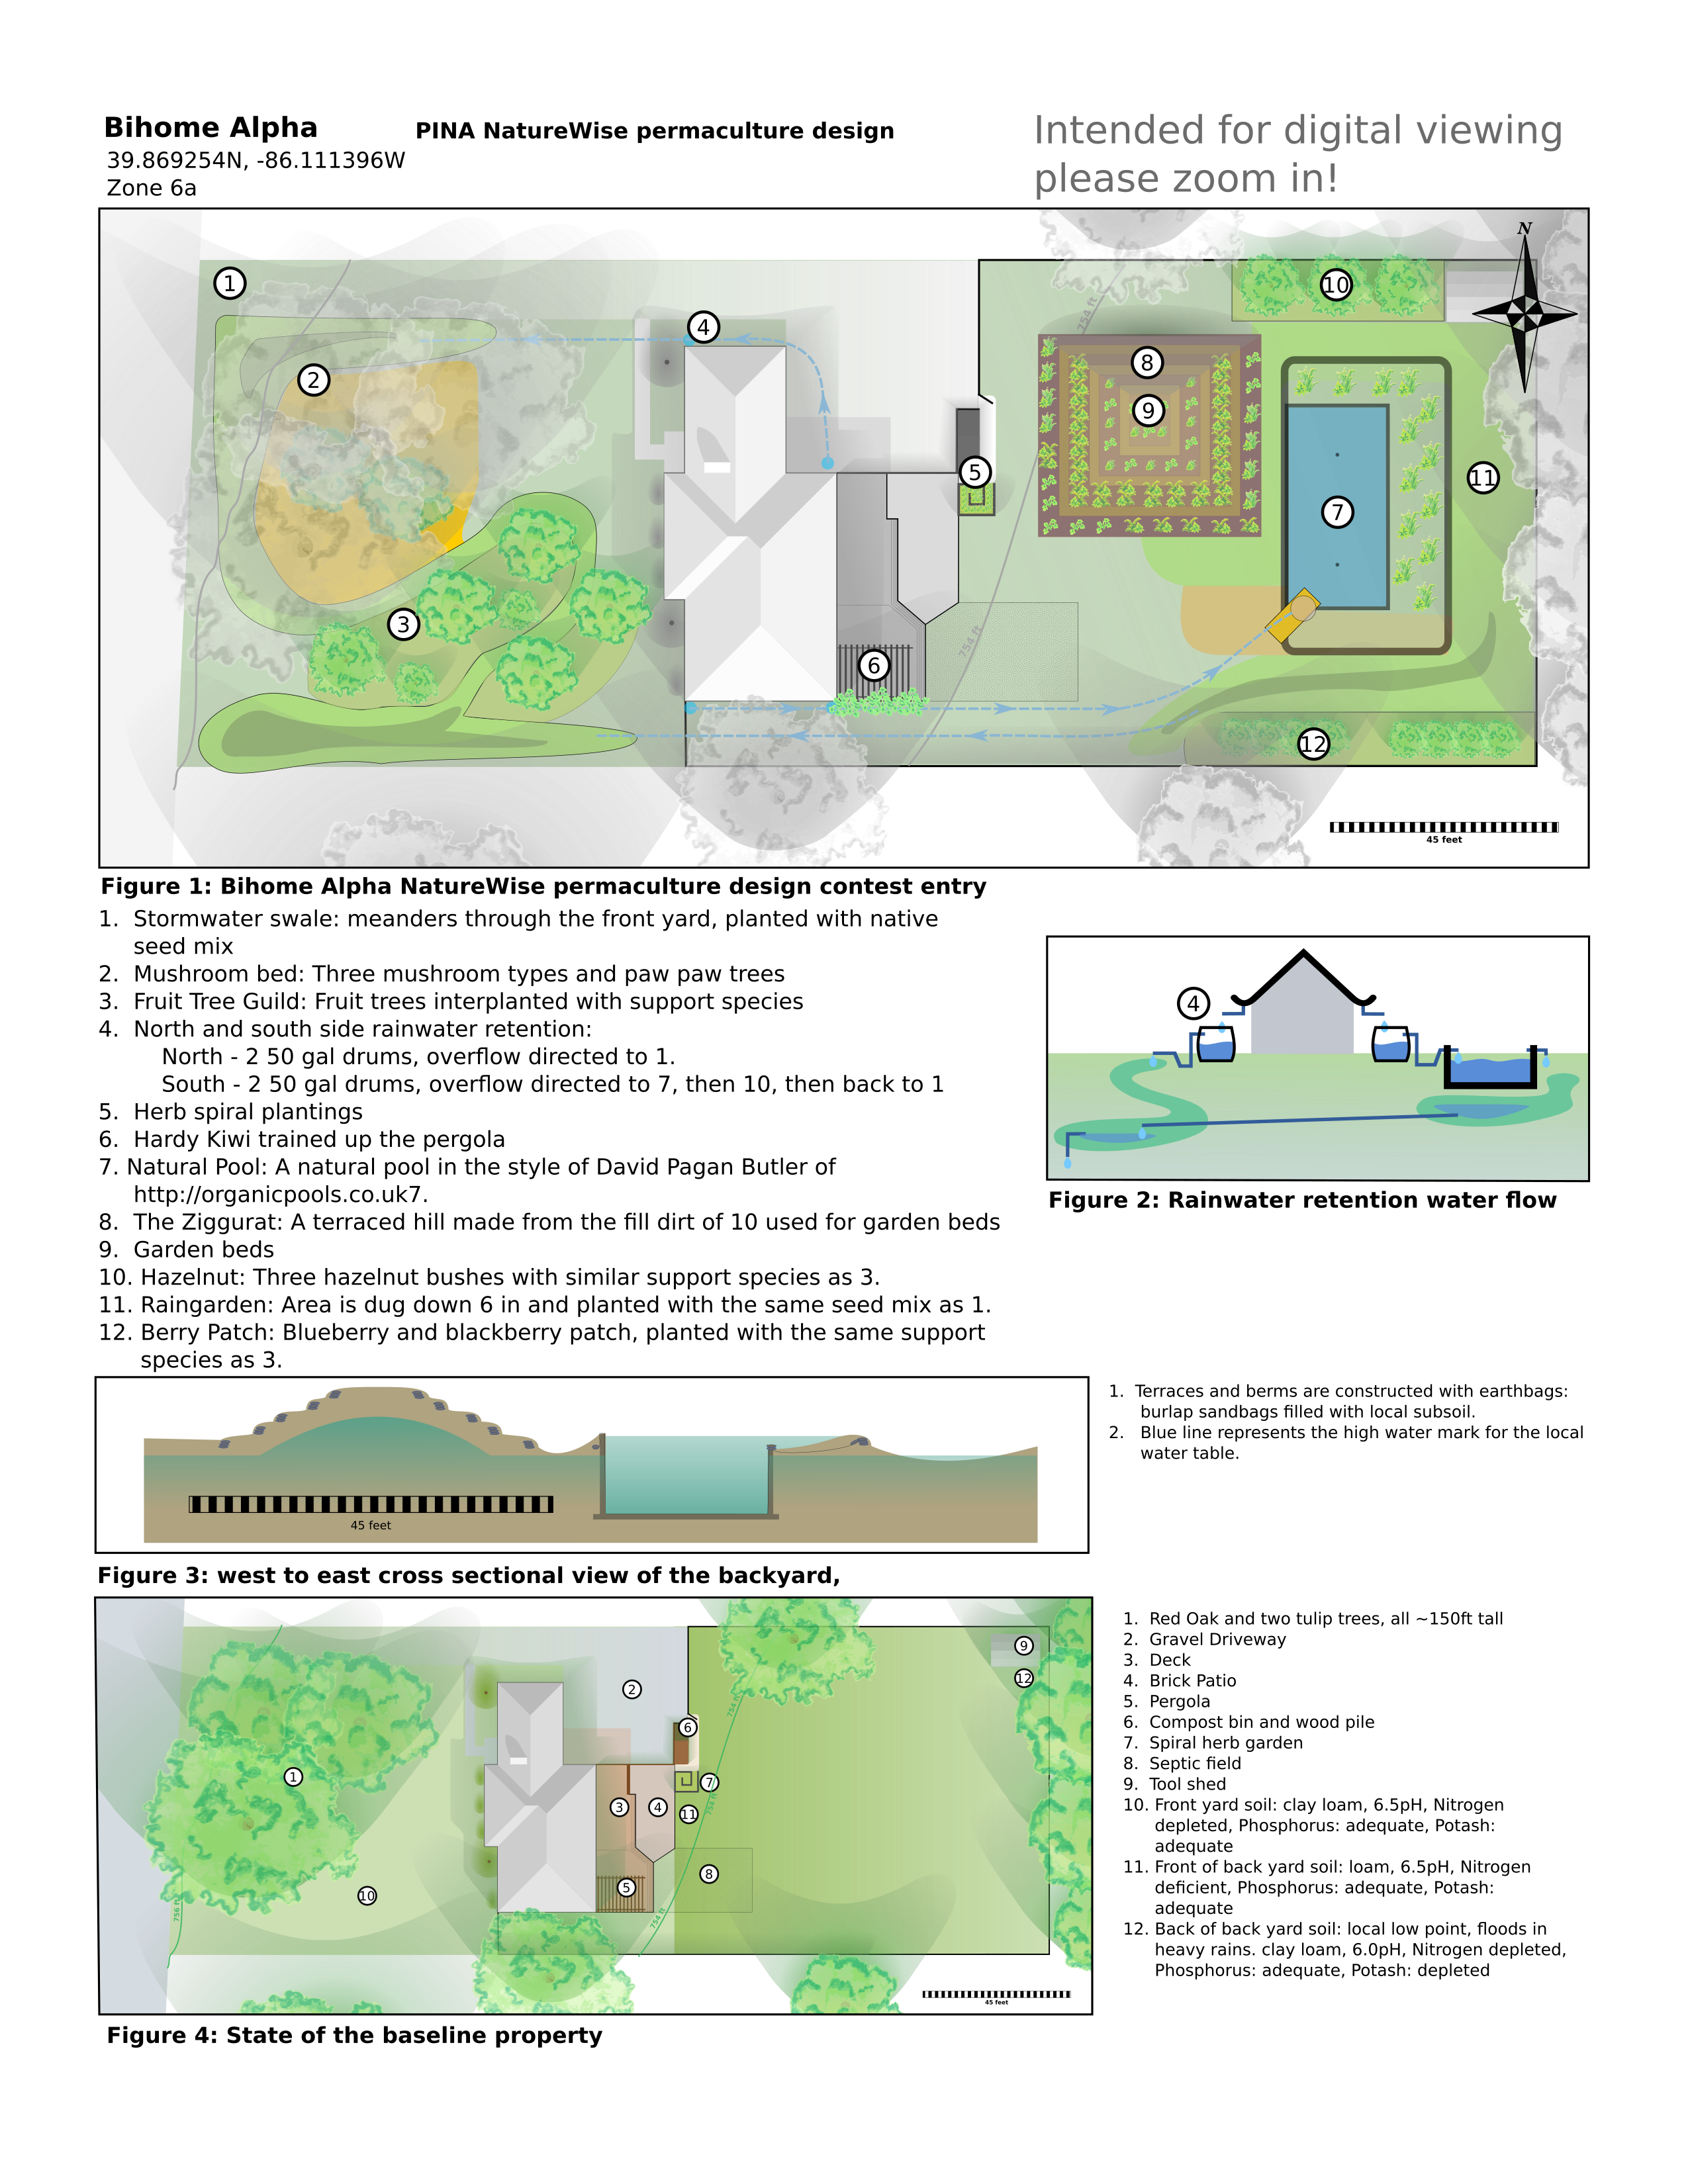 Bihome Alpha
PINA NatureWise permaculture design
39.869254N, -86.111396W
Zone 6a
Intended for digital viewing
please zoom in!
N
1
2
3
4
5
6
7
8
9
10
11
12
754 ft
754 ft
45 feet
Figure 1: Bihome Alpha NatureWise permaculture design contest entry
1. Stormwater swale: meanders through the front yard, planted with native
seed mix
2. Mushroom bed: Three mushroom types and paw paw trees
3. Fruit Tree Guild: Fruit trees interplanted with support species
4. North and south side rainwater retention:
North - 2 50 gal drums, overflow directed to 1.
South - 2 50 gal drums, overflow directed to 7, then 10, then back to 1
5. Herb spiral plantings
6. Hardy Kiwi trained up the pergola
7. Natural Pool: A natural pool in the style of David Pagan Butler of
http://organicpools.co.uk7.
8. The Ziggurat: A terraced hill made from the fill dirt of 10 used for garden beds
9. Garden beds
10. Hazelnut: Three hazelnut bushes with similar support species as 3.
11. Raingarden: Area is dug down 6 in and planted with the same seed mix as 1.
12. Berry Patch: Blueberry and blackberry patch, planted with the same support
species as 3.
4
Figure 2: Rainwater retention water flow
45 feet
1. Terraces and berms are constructed with earthbags:
burlap sandbags filled with local subsoil.
2. Blue line represents the high water mark for the local
water table.
Figure 3: west to east cross sectional view of the backyard,
1
2
3
4
5
6
7
8
9
10
11
12
756 ft
754 ft
754 ft
754 ft
45 feet
1. Red Oak and two tulip trees, all ~150ft tall
2. Gravel Driveway
3. Deck
4. Brick Patio
5. Pergola
6. Compost bin and wood pile
7. Spiral herb garden
8. Septic field
9. Tool shed
10. Front yard soil: clay loam, 6.5pH, Nitrogen
depleted, Phosphorus: adequate, Potash:
adequate
11. Front of back yard soil: loam, 6.5pH, Nitrogen
deficient, Phosphorus: adequate, Potash:
adequate
12. Back of back yard soil: local low point, floods in
heavy rains. clay loam, 6.0pH, Nitrogen depleted,
Phosphorus: adequate, Potash: depleted
Figure 4: State of the baseline property